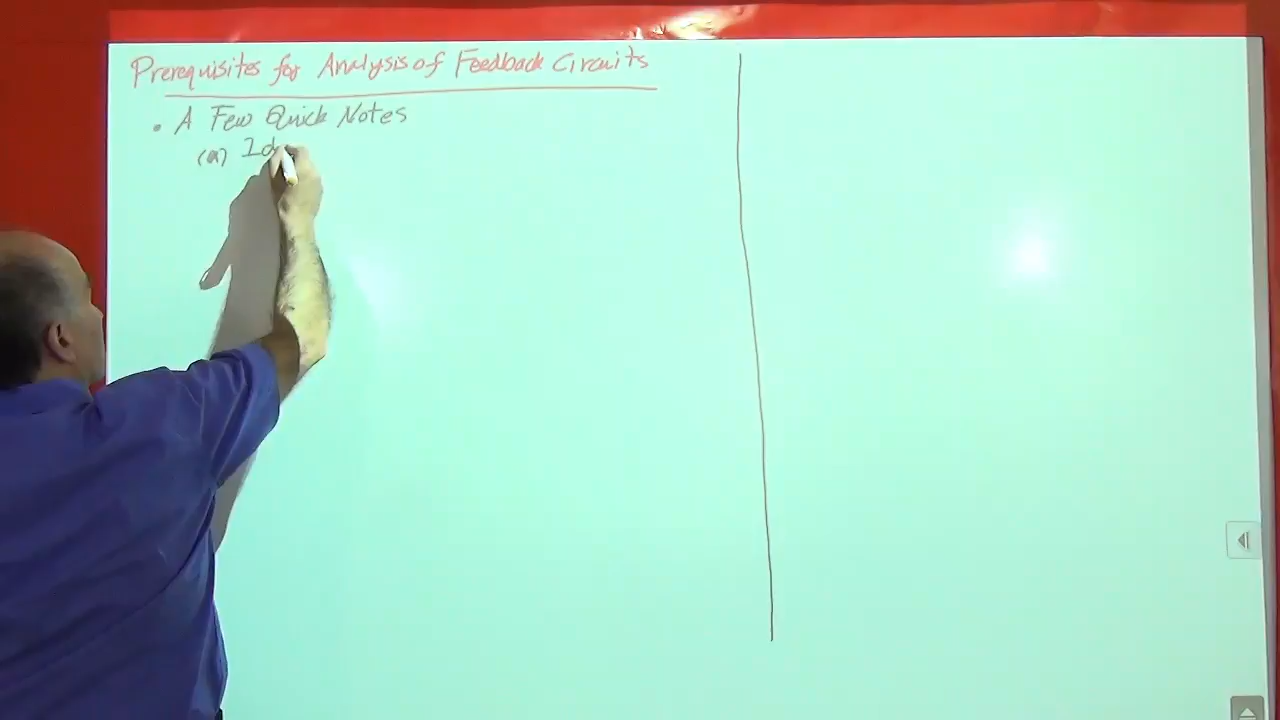 Prerequisites for Analysis of Feedback Circuits
• A Few Quick Notes
(a) Id